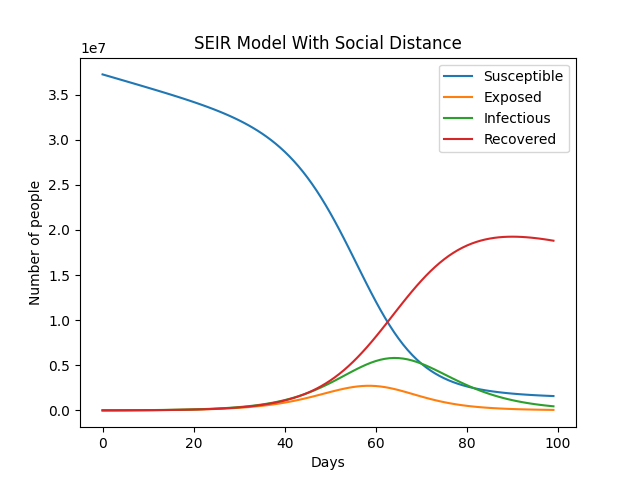 SEIR Model With Social Distance
1e7
Susceptible
Exposed
Infectious
Recovered
3.5
3.0
2.5
2.0
1.5
1.0
0.5
0.0
Number of people
0 20 40 60 80 100
Days